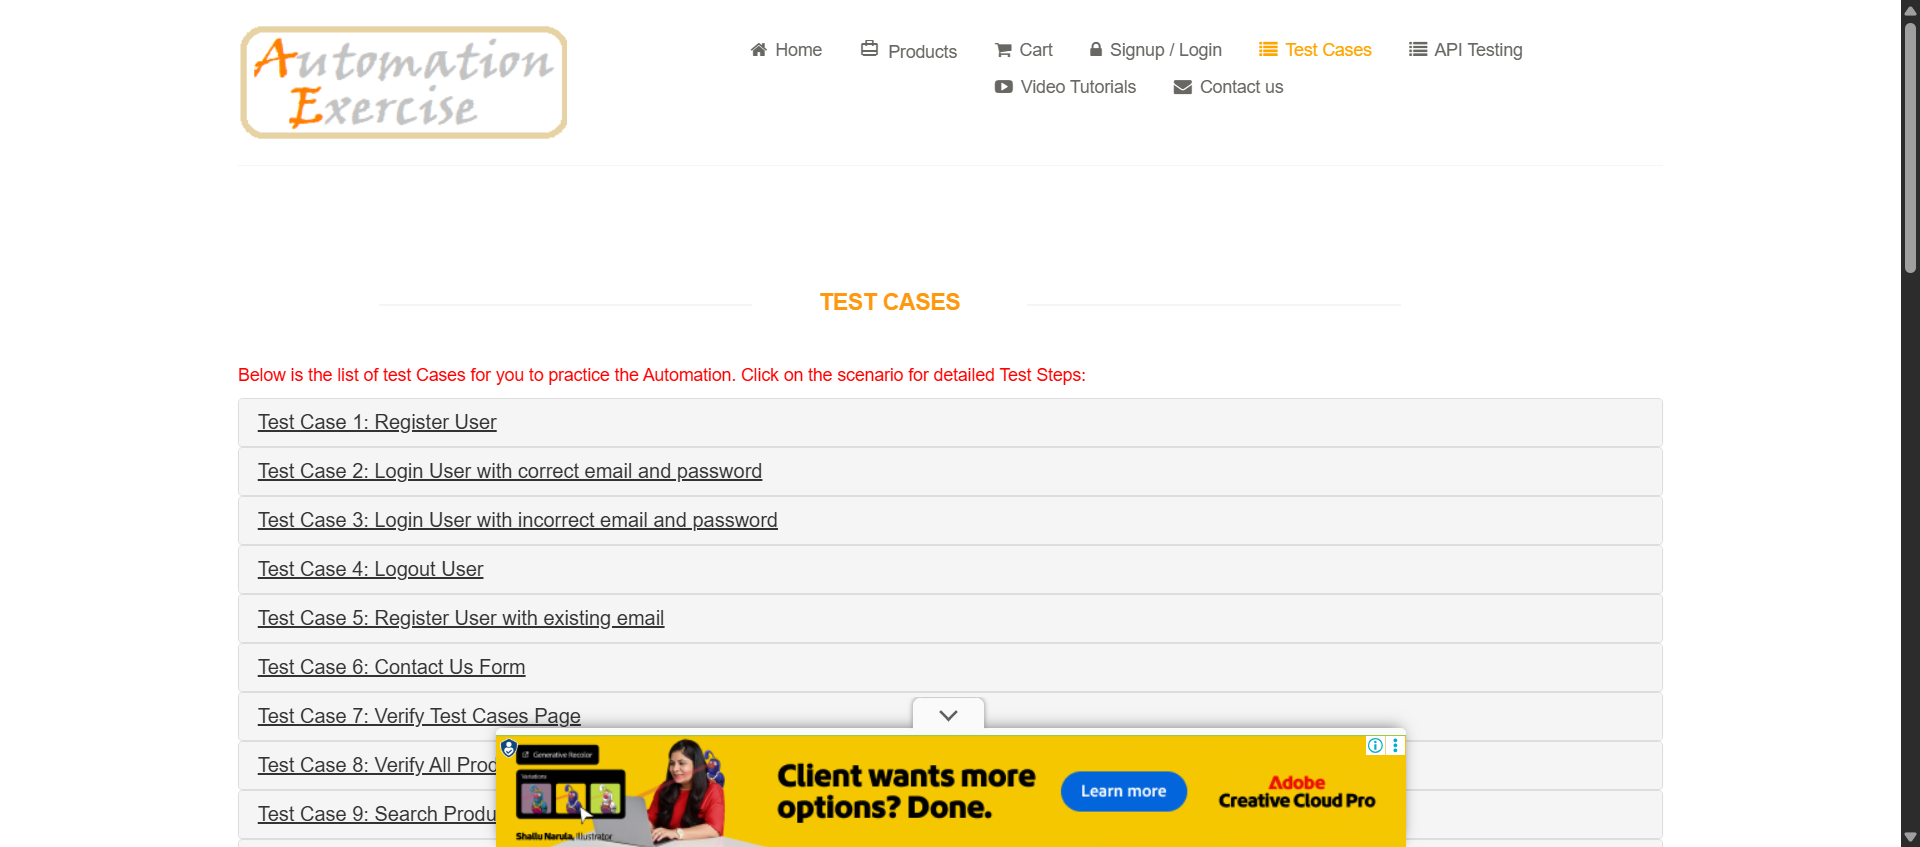 Automation
Exercise
Home
Products
Cart
Signup / Login
Test Cases
API Testing
Video Tutorials
Contact us
TEST CASES
Below is the list of test Cases for you to practice the Automation. Click on the scenario for detailed Test Steps:
Test Case 1: Register User
Test Case 2: Login User with correct email and password
Test Case 3: Login User with incorrect email and password
Test Case 4: Logout User
Test Case 5: Register User with existing email
Test Case 6: Contact Us Form
Test Case 7: Verify Test Cases Page
Test Case 8: Verify All Prod
Test Case 9: Search Produ
Generative Recolor
Variations
Shallu Narula, Illustrator
Client wants more
options? Done.
Learn more
Adobe
Creative Cloud Pro